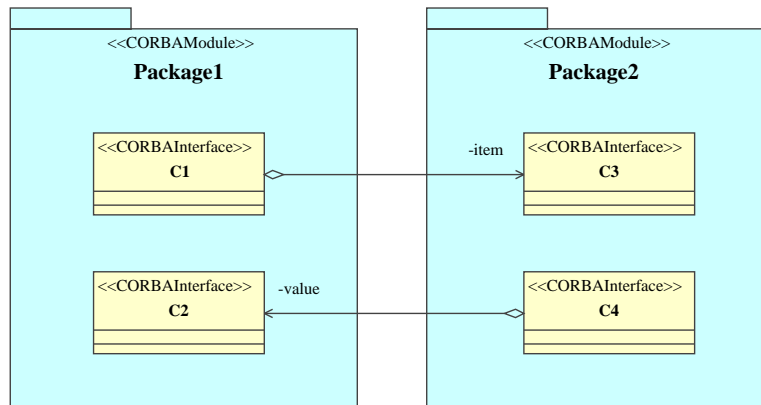 <<CORBAModule>>
Package1
<<CORBAInterface>>
C1
<<CORBAInterface>>
C2
<<CORBAModule>>
Package2
-item
<<CORBAInterface>>
C3
-value
<<CORBAInterface>>
C4